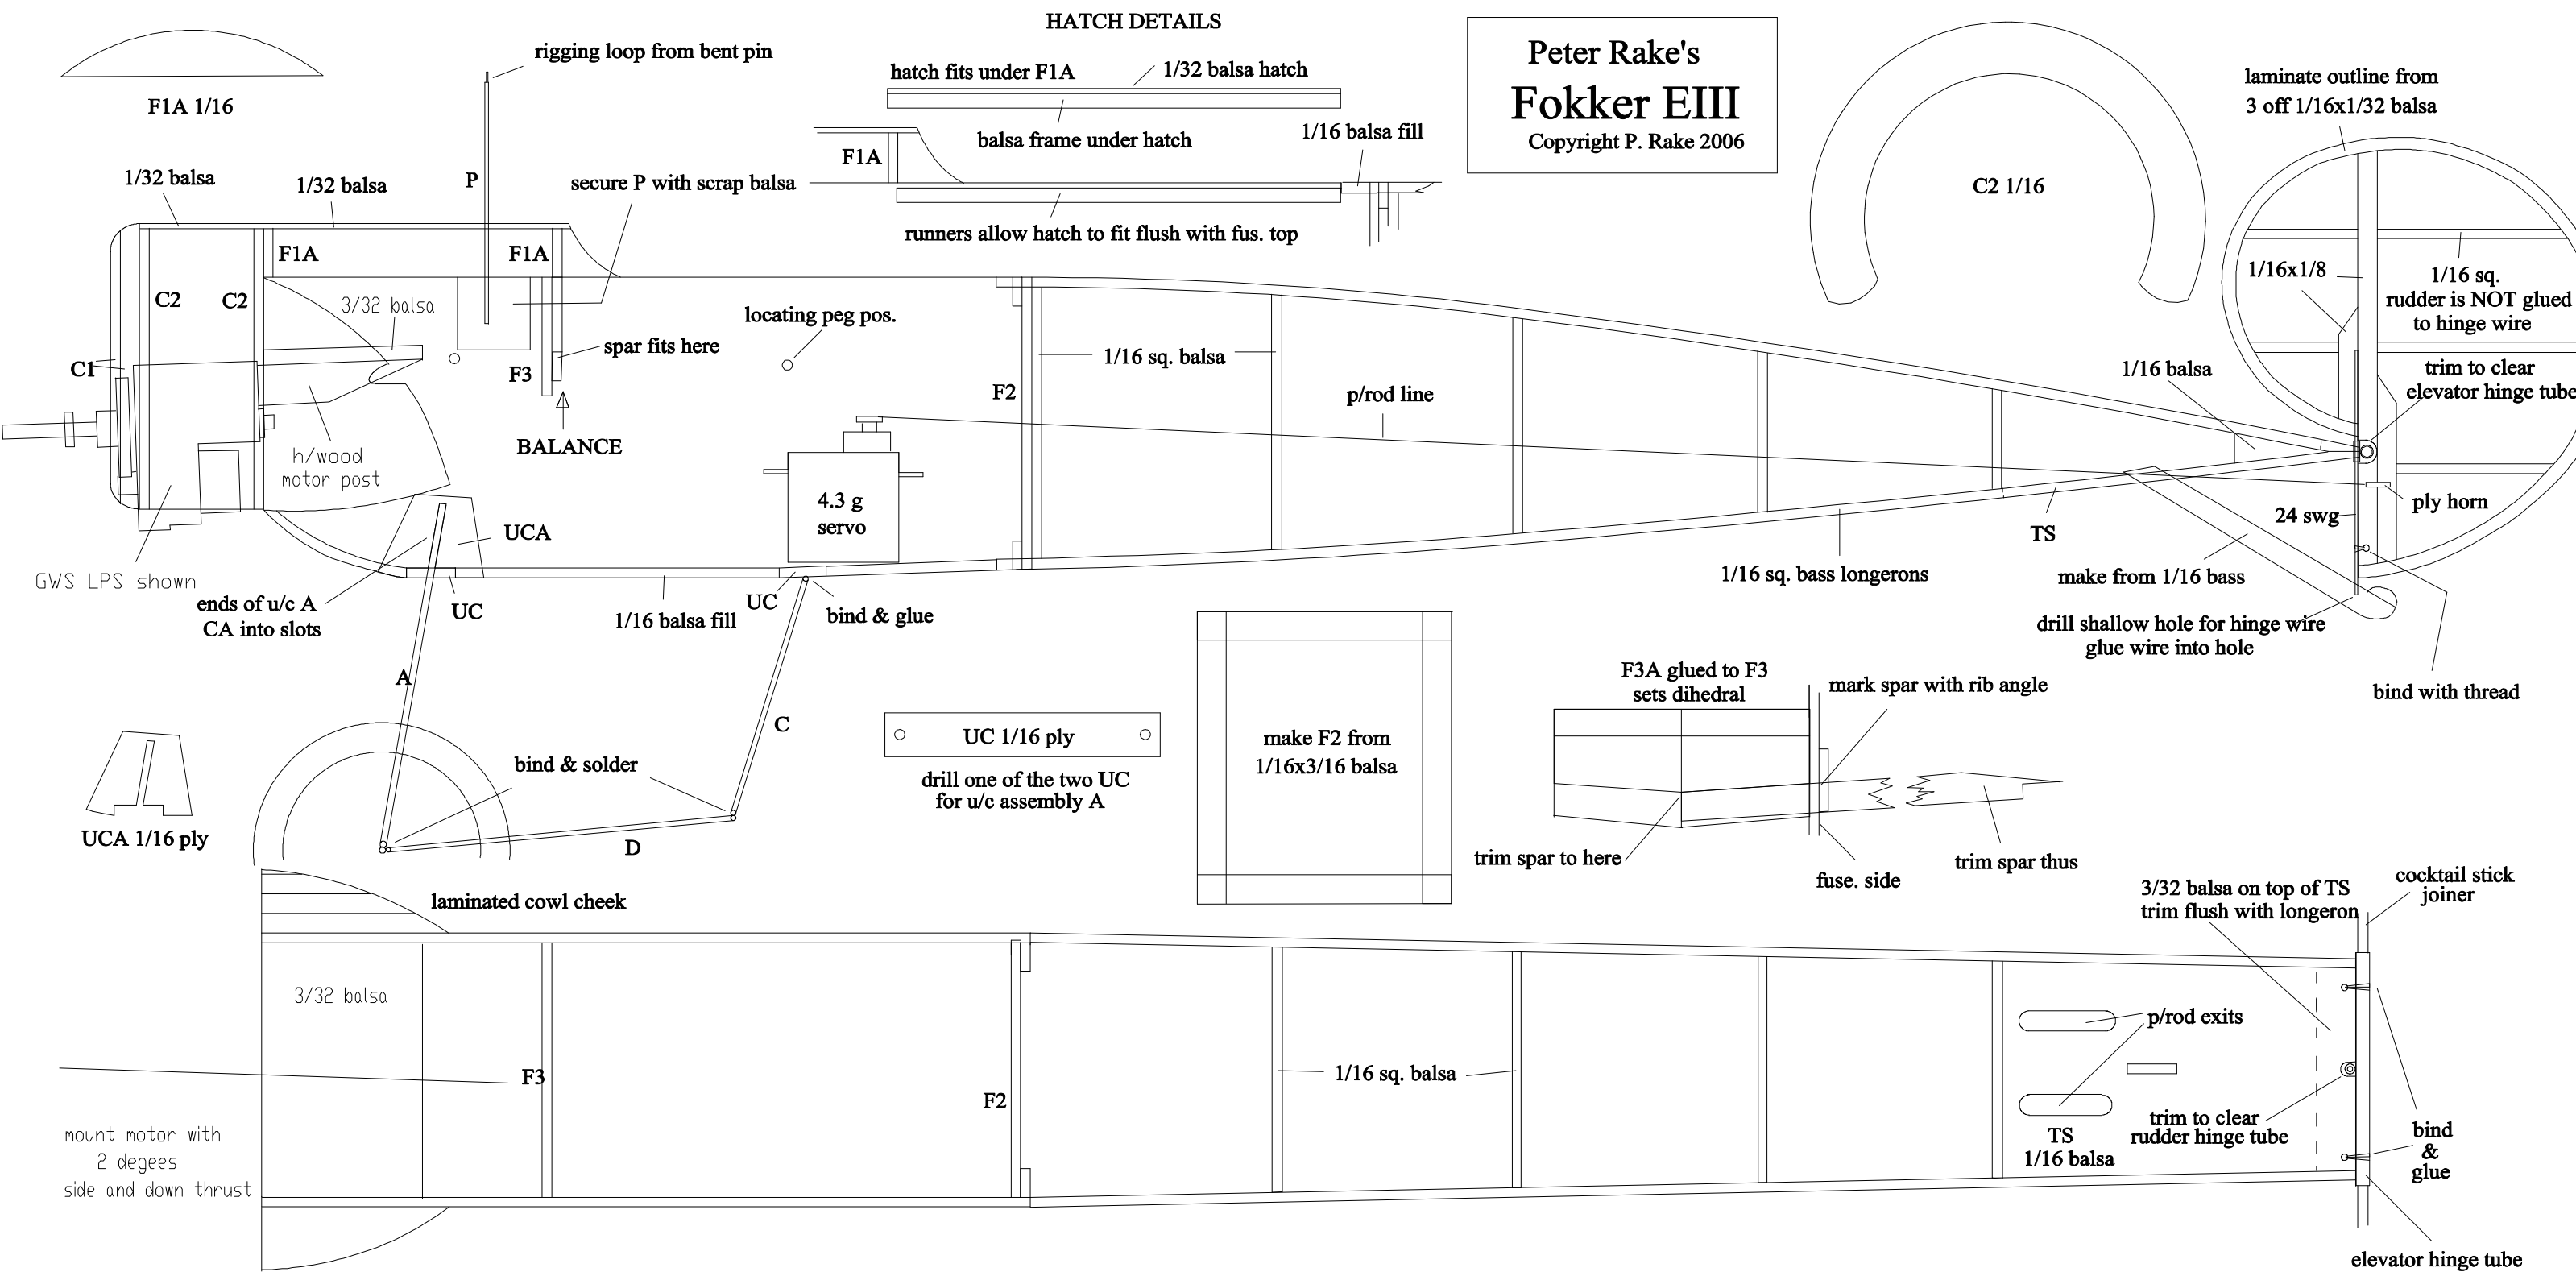 HATCH DETAILS
rigging loop from bent pin
F1A 1/16
hatch fits under F1A
1/32 balsa hatch
balsa frame under hatch
1/16 balsa fill
F1A
runners allow hatch to fit flush with fus. top
Peter Rake's
Fokker EIII
Copyright P. Rake 2006
C2 1/16
laminate outline from
3 off 1/16x1/32 balsa
1/32 balsa
1/32 balsa
P
secure P with scrap balsa
F1A
F1A
C2
C2
3/32 balsa
locating peg pos.
spar fits here
C1
F3
BALANCE
h/wood
motor post
4.3 g
servo
F2
1/16 sq. balsa
p/rod line
1/16x1/8
1/16 sq.
rudder is NOT glued
to hinge wire
1/16 balsa
trim to clear
elevator hinge tube
ply horn
24 swg
TS
1/16 sq. bass longerons
make from 1/16 bass
drill shallow hole for hinge wire
glue wire into hole
bind with thread
GWS LPS shown
UCA
ends of u/c A
CA into slots
UC
1/16 balsa fill
UC
bind & glue
A
C
D
bind & solder
UCA 1/16 ply
UC 1/16 ply
drill one of the two UC
for u/c assembly A
make F2 from
1/16x3/16 balsa
F3A glued to F3
sets dihedral
mark spar with rib angle
trim spar to here
fuse. side
trim spar thus
laminated cowl cheek
3/32 balsa on top of TS
trim flush with longeron
cocktail stick
joiner
3/32 balsa
F3
F2
1/16 sq. balsa
p/rod exits
trim to clear
rudder hinge tube
TS
1/16 balsa
bind
&
glue
mount motor with
2 degees
side and down thrust
elevator hinge tube